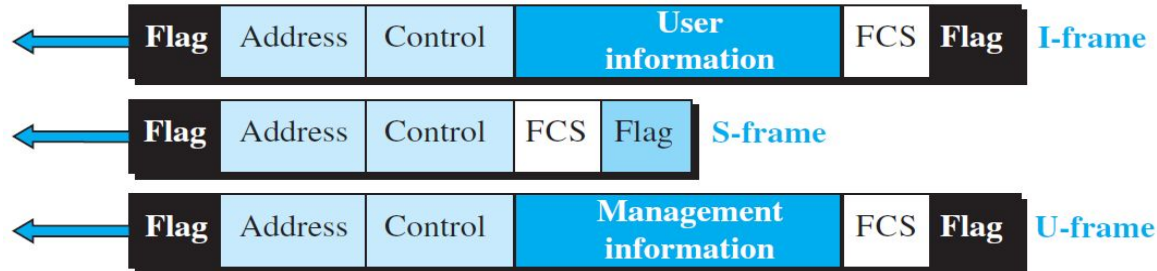 Flag Address Control User information FCS Flag I-frame
Flag Address Control FCS Flag S-frame
Flag Address Control Management information FCS Flag U-frame